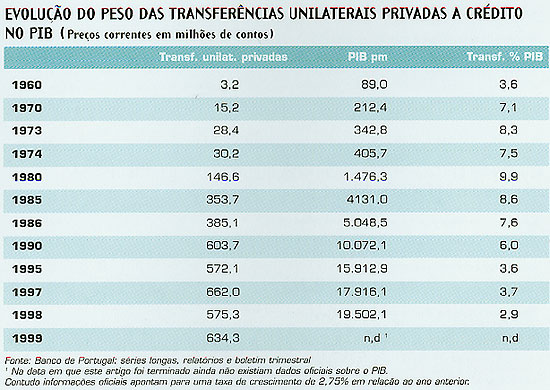 EVOLUÇÃO DO PESO DAS TRANSFERÊNCIAS UNILATERAIS PRIVADAS A CRÉDITO
NO PIB (Preços correntes em milhões de contos)
Transf. unilat. privadas PIB pm Transf. % PIB
1960 3,2 89,0 3,6
1970 15,2 212,4 7,1
1973 28,4 342,8 8,3
1974 30,2 405,7 7,5
1980 146,6 1.476,3 9,9
1985 353,7 4131,0 8,6
1986 385,1 5.048,5 7,6
1990 603,7 10.072,1 6,0
1995 572,1 15.912,9 3,6
1997 662,0 17.916,1 3,7
1998 575,3 19.502,1 2,9
1999 634,3 n,d ¹ n,d
Fonte: Banco de Portugal: séries longas, relatórios e boletim trimestral
¹ Na data em que este artigo foi terminado ainda não existiam dados oficiais sobre o PIB.
Contudo informações oficiais apontam para uma taxa de crescimento de 2,75% em relação ao ano anterior.